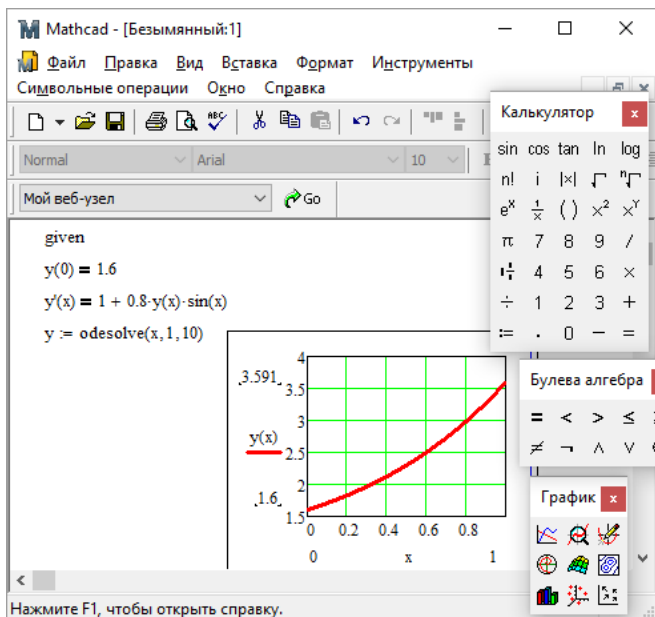 Mathcad - [Безымянный:1]
Файл Правка Вид Вставка Формат Инструменты
Символьные операции Окно Справка
Normal Arial 10
Мой веб-узел Go
given
y(0) = 1.6
y'(x) = 1 + 0.8·y(x)·sin(x)
y := odesolve(x,1,10)
4
3.591
3.5
3
y(x)
2.5
2
1.6
1.5
0 0.2 0.4 0.6 0.8
0 x 1
Калькулятор x
sin cos tan ln log
n! i |×| √ ⁿ√
eˣ 1/x ( ) ×² ×ʸ
π 7 8 9 /
4 5 6 ×
÷ 1 2 3 +
:= . 0 − =
Булева алгебра
= < > ≤
≠ ¬ ∧ ∨
График x
Нажмите F1, чтобы открыть справку.